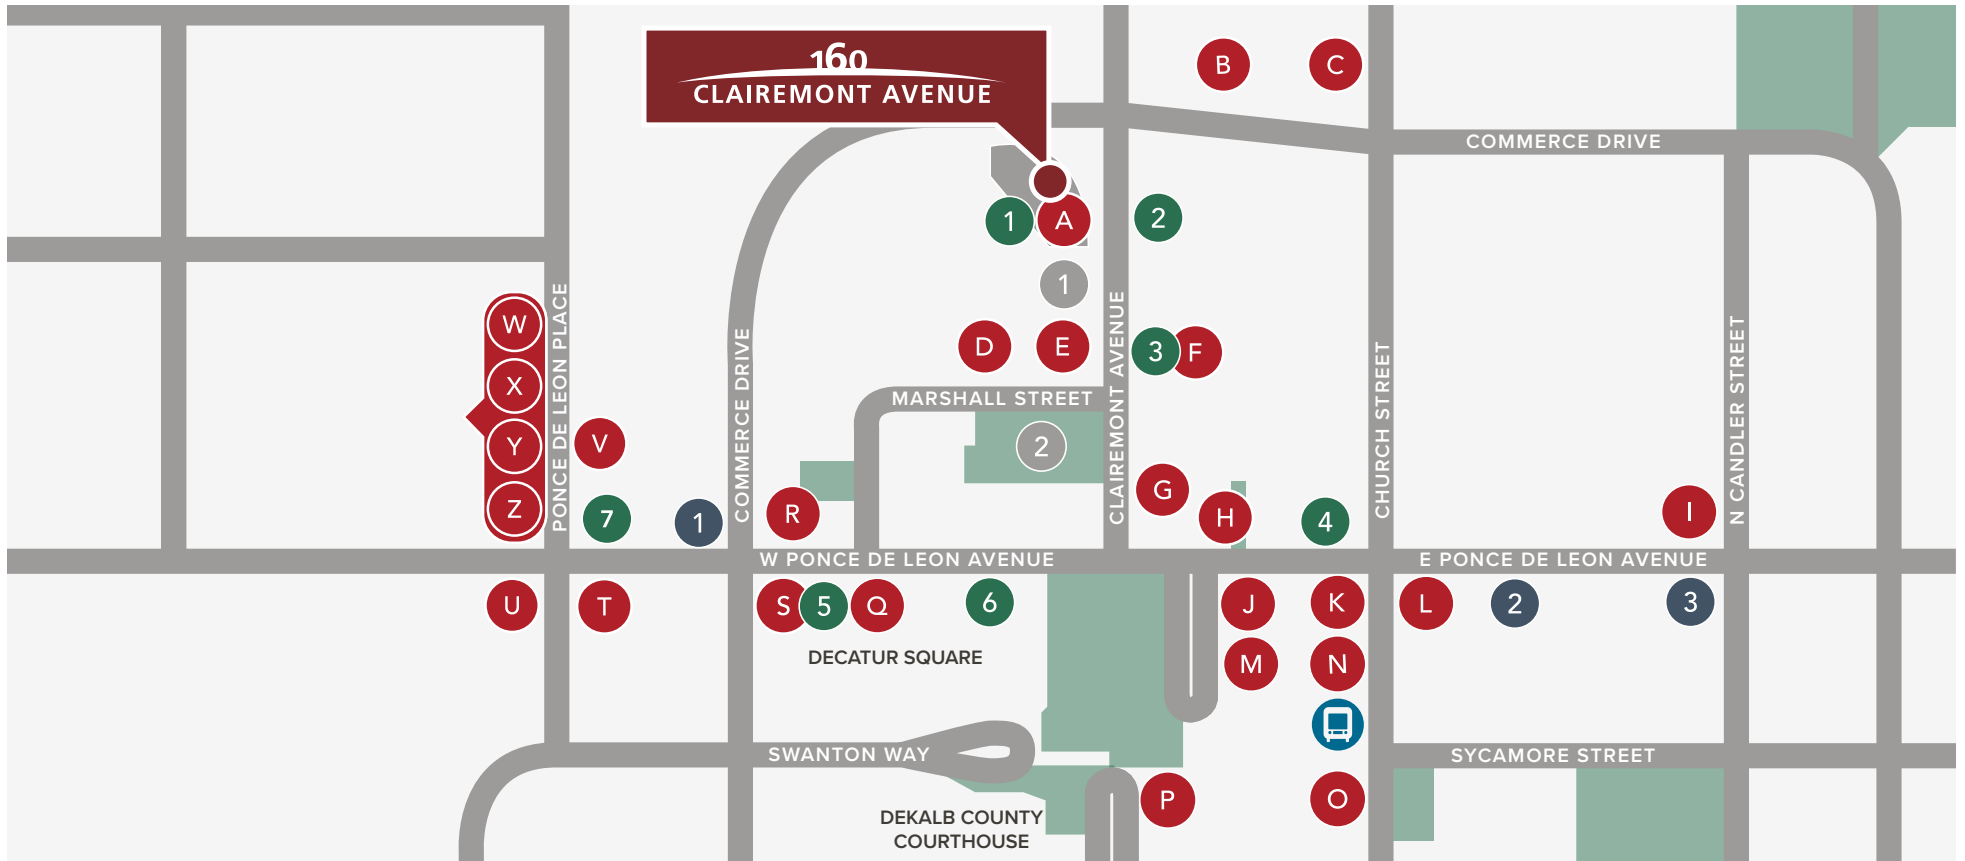 160
CLAIREMONT AVENUE
B
C
COMMERCE DRIVE
1
A
2
1
W
X
Y
Z
PONCE DE LEON PLACE
V
7
1
COMMERCE DRIVE
D
E
3
F
MARSHALL STREET
2
CLAIREMONT AVENUE
R
G
H
4
CHURCH STREET
I
N CANDLER STREET
W PONCE DE LEON AVENUE
E PONCE DE LEON AVENUE
U
T
S
5
Q
6
J
K
L
2
3
DECATUR SQUARE
M
N
SWANTON WAY
SYCAMORE STREET
DEKALB COUNTY
COURTHOUSE
P
O